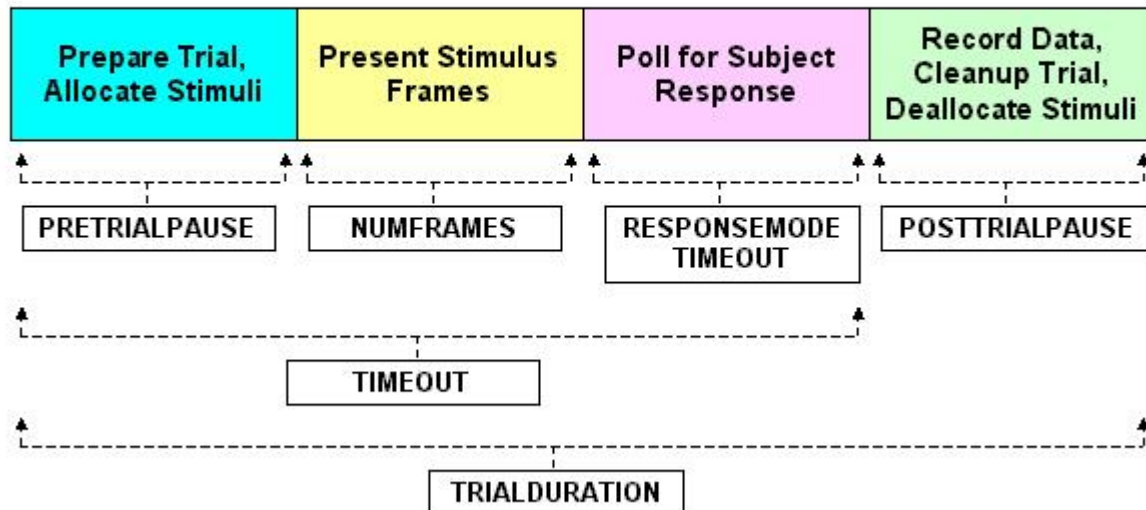 Prepare Trial,
Allocate Stimuli
Present Stimulus
Frames
Poll for Subject
Response
Record Data,
Cleanup Trial,
Deallocate Stimuli
PRETRIALPAUSE
NUMFRAMES
RESPONSEMODE
TIMEOUT
POSTTRIALPAUSE
TIMEOUT
TRIALDURATION